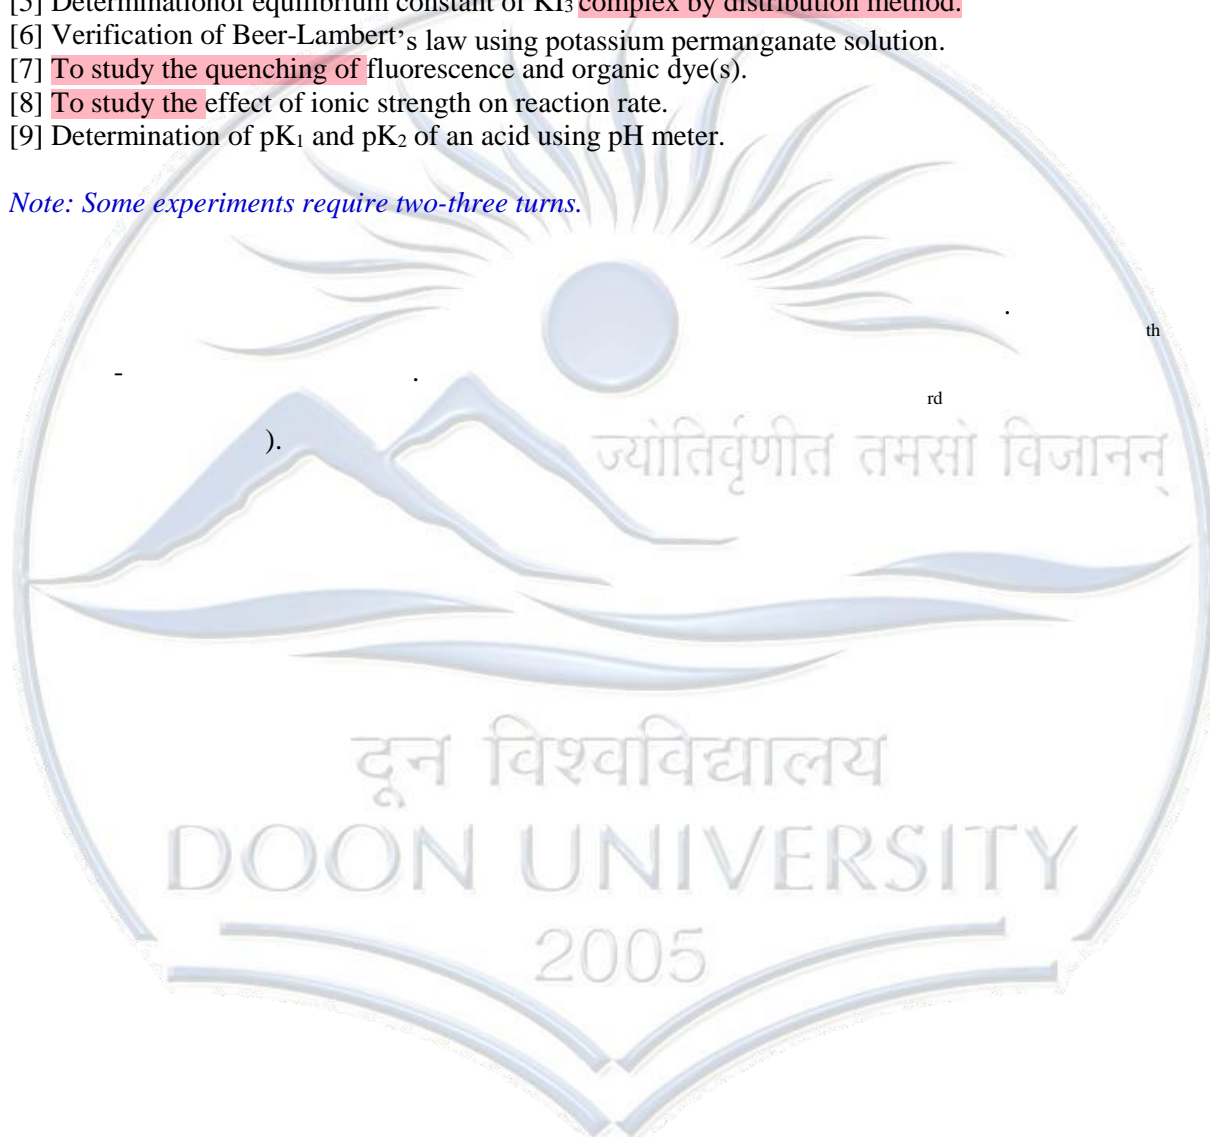 [5] Determinationof equilibrium constant of KI₃ complex by distribution method.
[6] Verification of Beer-Lambert’s law using potassium permanganate solution.
[7] To study the quenching of fluorescence and organic dye(s).
[8] To study the effect of ionic strength on reaction rate.
[9] Determination of pK₁ and pK₂ of an acid using pH meter.
Note: Some experiments require two-three turns.
.
th
- .
rd
).
ज्योतिर्वृणीत तमसो विजानन्
दून विश्वविद्यालय
DOON UNIVERSITY
2005